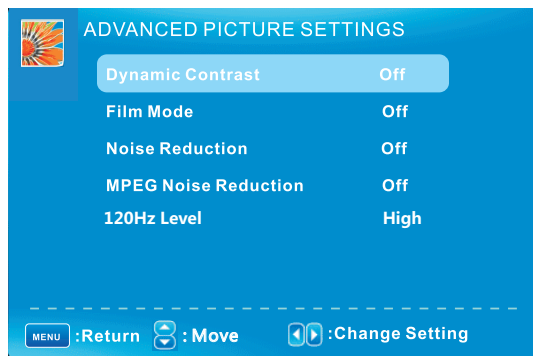 ADVANCED PICTURE SETTINGS
Dynamic Contrast Off
Film Mode Off
Noise Reduction Off
MPEG Noise Reduction Off
120Hz Level High
MENU :Return : Move :Change Setting